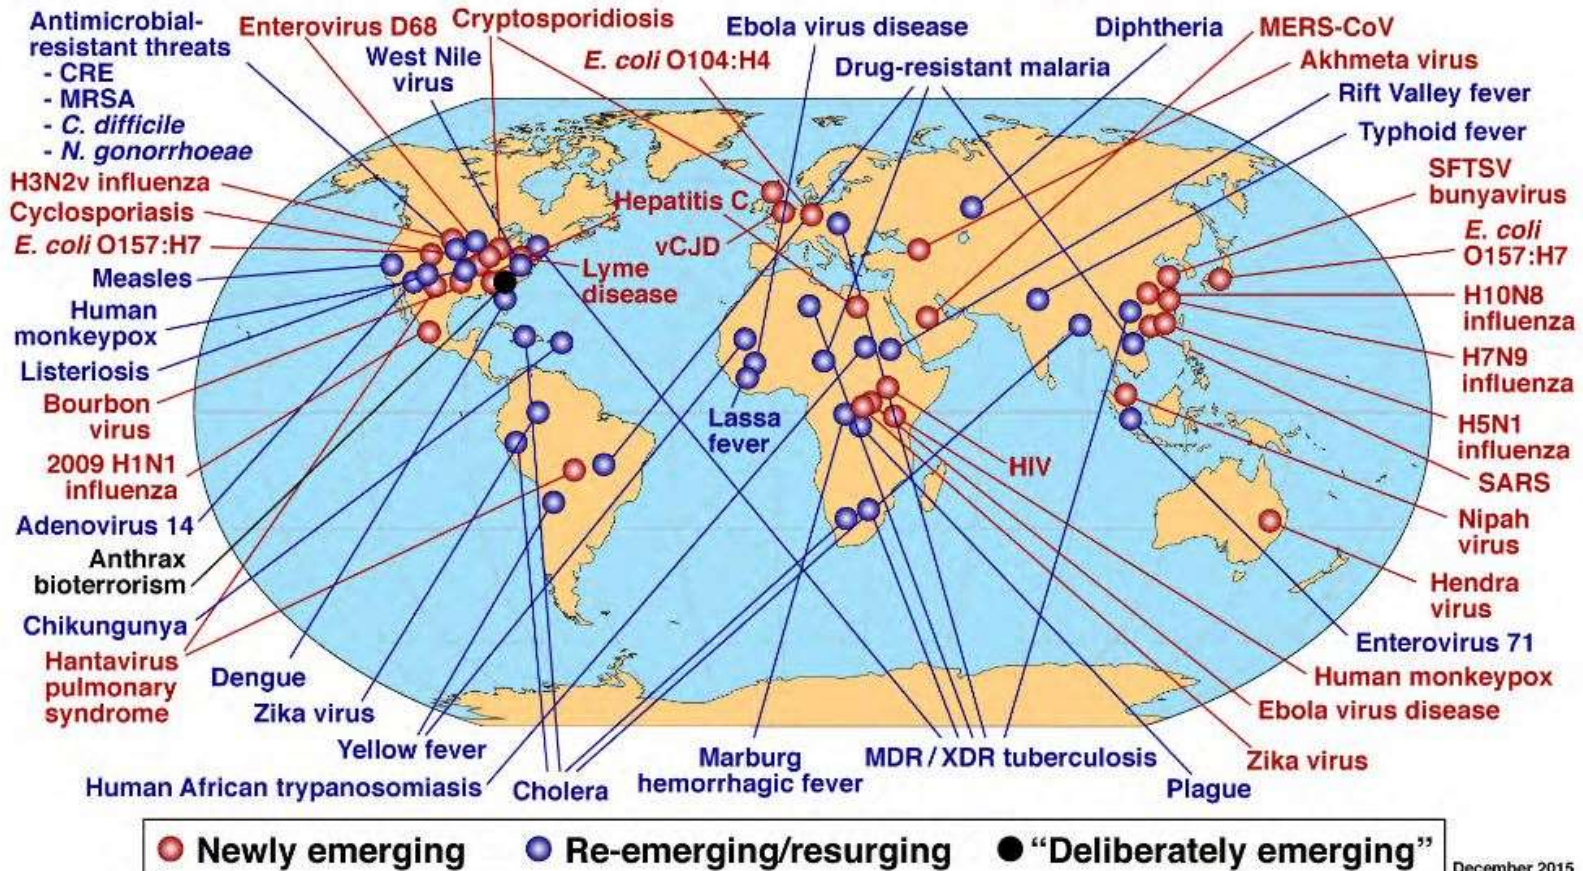 Antimicrobial-
resistant threats
- CRE
- MRSA
- C. difficile
- N. gonorrhoeae
Enterovirus D68
West Nile
virus
Cryptosporidiosis
E. coli O104:H4
Ebola virus disease
Drug-resistant malaria
Diphtheria
MERS-CoV
Akhmeta virus
Rift Valley fever
Typhoid fever
SFTSV
bunyavirus
E. coli
O157:H7
H10N8
influenza
H7N9
influenza
H5N1
influenza
SARS
Nipah
virus
Hendra
virus
Enterovirus 71
Human monkeypox
Ebola virus disease
Zika virus
Plague
H3N2v influenza
Cyclosporiasis
E. coli O157:H7
Measles
Human
monkeypox
Listeriosis
Bourbon
virus
2009 H1N1
influenza
Adenovirus 14
Anthrax
bioterrorism
Chikungunya
Hantavirus
pulmonary
syndrome
Dengue
Zika virus
Yellow fever
Human African trypanosomiasis
Cholera
Marburg
hemorrhagic fever
MDR / XDR tuberculosis
Hepatitis C
vCJD
Lyme
disease
Lassa
fever
HIV
Newly emerging
Re-emerging/resurging
“Deliberately emerging”
December 2015